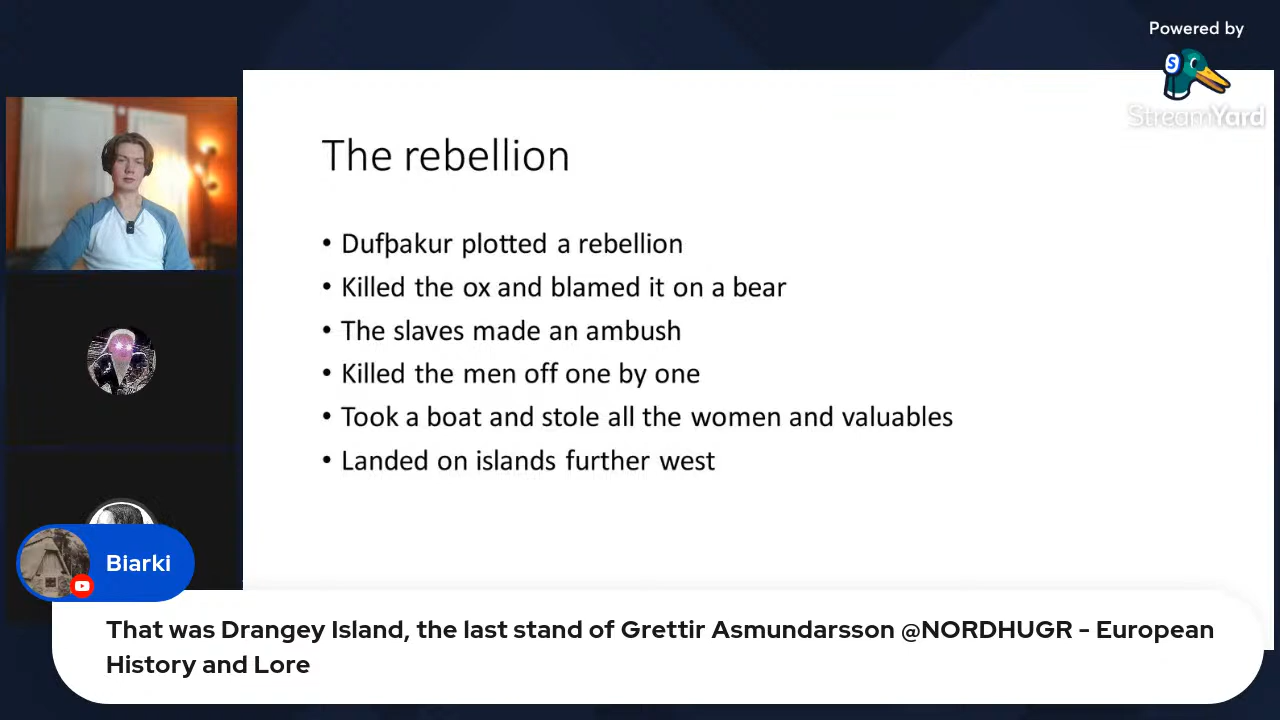 Powered by
StreamYard
The rebellion
• Dufþakur plotted a rebellion
• Killed the ox and blamed it on a bear
• The slaves made an ambush
• Killed the men off one by one
• Took a boat and stole all the women and valuables
• Landed on islands further west
Biarki
That was Drangey Island, the last stand of Grettir Asmundarsson @NORDHUGR - European
History and Lore